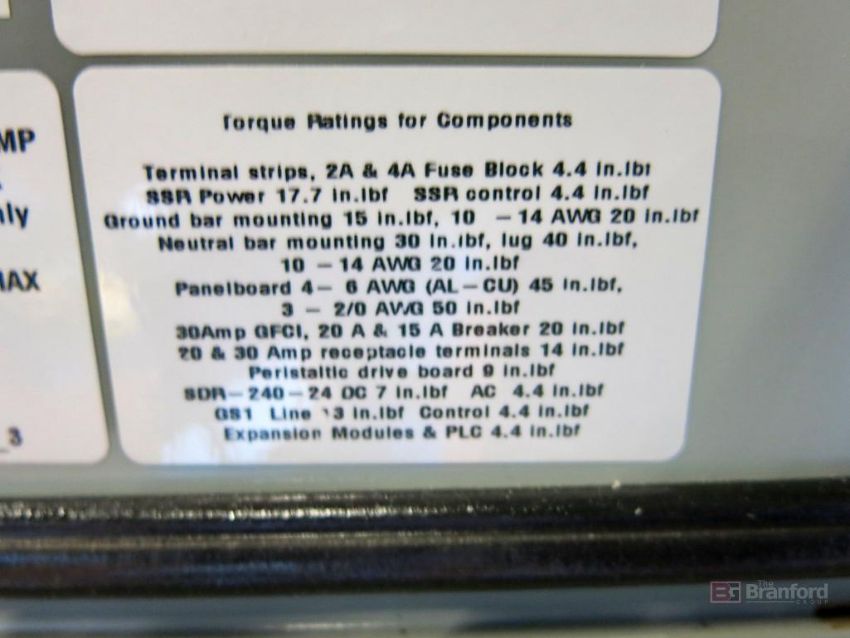 MP
nly
MAX
_3
Torque Ratings for Components
Terminal strips, 2A & 4A Fuse Block 4.4 in.lbf
SSR Power 17.7 in.lbf SSR control 4.4 in.lbf
Ground bar mounting 15 in.lbf, 10 – 14 AWG 20 in.lbf
Neutral bar mounting 30 in.lbf, lug 40 in.lbf,
10 – 14 AWG 20 in.lbf
Panelboard 4– 6 AWG (AL–CU) 45 in.lbf,
3 – 2/0 AWG 50 in.lbf
30Amp GFCI, 20 A & 15 A Breaker 20 in.lbf
20 & 30 Amp receptacle terminals 14 in.lbf
Peristaltic drive board 9 in.lbf
SDR–240–24 DC 7 in.lbf AC 4.4 in.lbf
GS1 Line in.lbf Control 4.4 in.lbf
Expansion Modules & PLC 4.4 in.lbf
BG The Branford GROUP